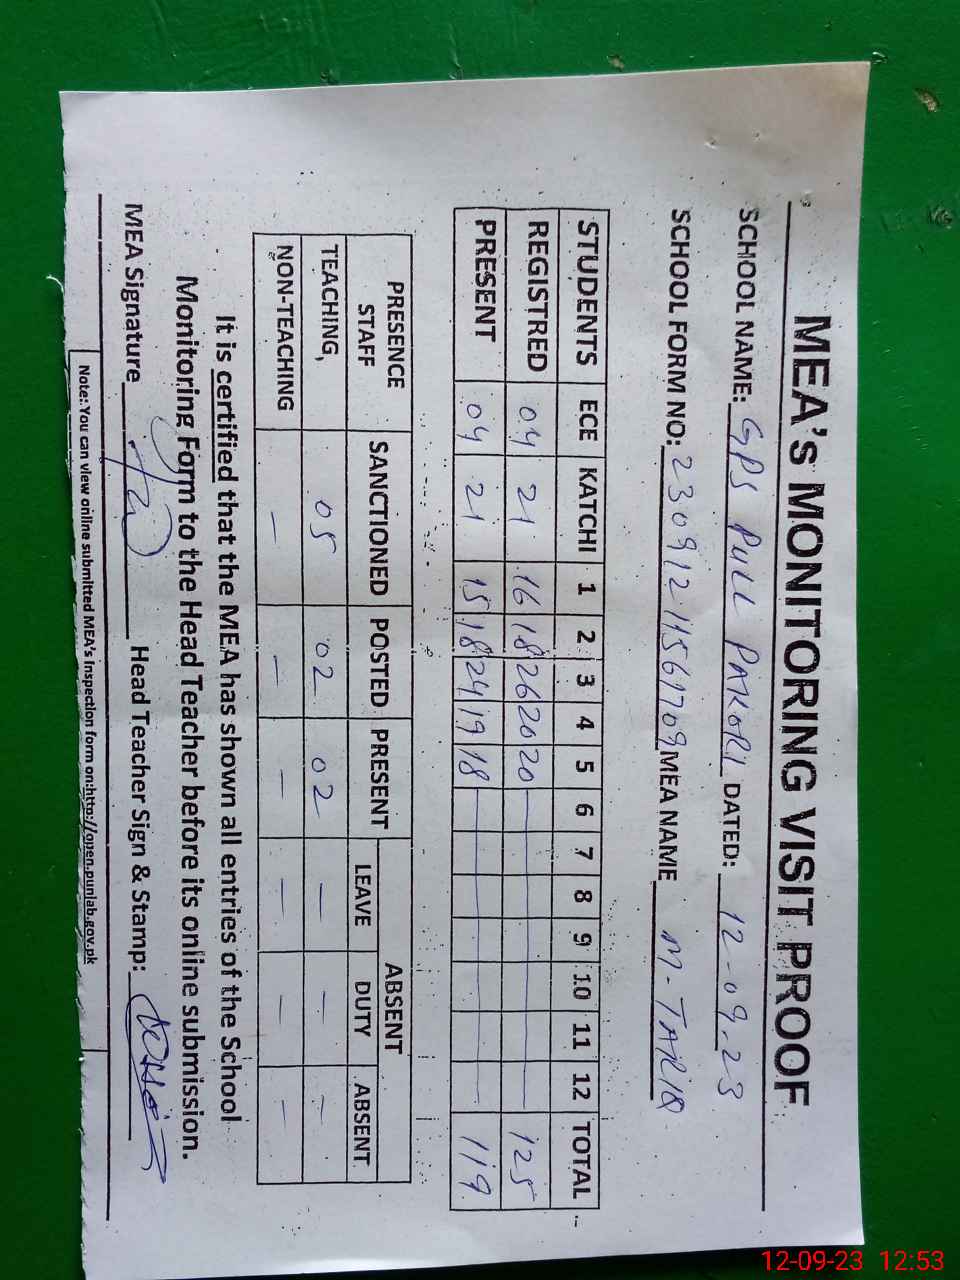 MEA's MONITORING VISIT PROOF
SCHOOL NAME: GPS PULL PAKORI DATED: 12-09-23
SCHOOL FORM NO: 2309121156709 MEA NAME M-TARIQ
STUDENTS ECE KATCHI 1 2 3 4 5 6 7 8 9 10 11 12 TOTAL
REGISTRED 04 21 16 18 26 20 20 — 125
PRESENT 04 21 15 18 24 19 18 — 119
PRESENCE STAFF SANCTIONED POSTED PRESENT ABSENT
LEAVE DUTY ABSENT
TEACHING, 05 02 02 — — —
NON-TEACHING — — — — — —
It is certified that the MEA has shown all entries of the School
Monitoring Form to the Head Teacher before its online submission.
MEA Signature Head Teacher Sign & Stamp:
Note: You can view online submitted MEA's Inspection form on:http://open.punjab.gov.pk
12-09-23 12:53